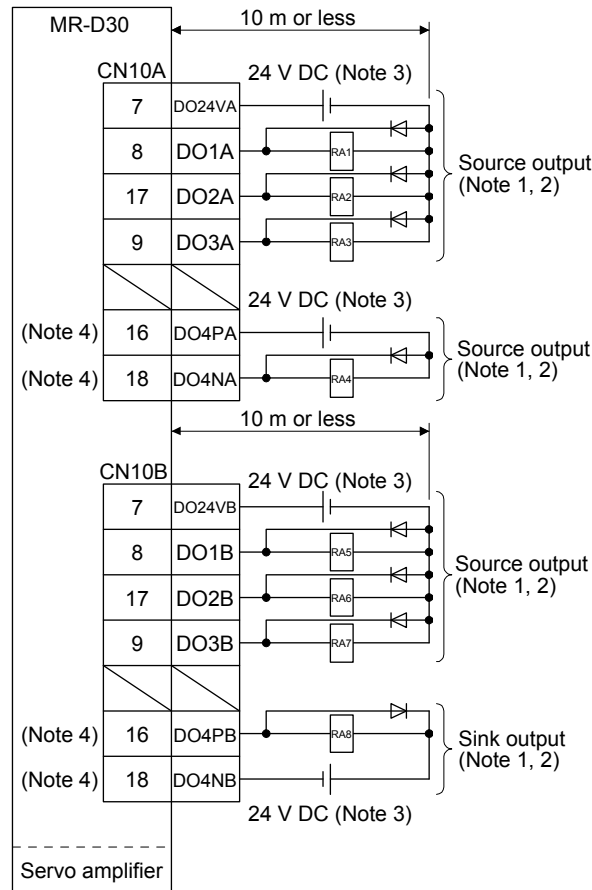 MR-D30
10 m or less
CN10A
24 V DC (Note 3)
7 DO24VA
8 DO1A RA1
17 DO2A RA2
9 DO3A RA3
Source output
(Note 1, 2)
24 V DC (Note 3)
(Note 4) 16 DO4PA
(Note 4) 18 DO4NA RA4
Source output
(Note 1, 2)
10 m or less
CN10B
24 V DC (Note 3)
7 DO24VB
8 DO1B RA5
17 DO2B RA6
9 DO3B RA7
Source output
(Note 1, 2)
(Note 4) 16 DO4PB RA8
(Note 4) 18 DO4NB
Sink output
(Note 1, 2)
24 V DC (Note 3)
Servo amplifier